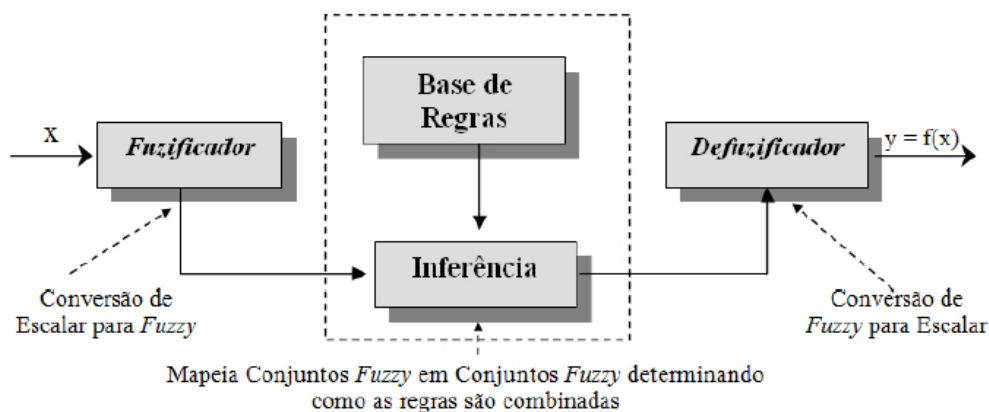 Base de
Regras
x
Fuzificador
Defuzificador
y = f(x)
Inferência
Conversão de
Escalar para Fuzzy
Conversão de
Fuzzy para Escalar
Mapeia Conjuntos Fuzzy em Conjuntos Fuzzy determinando
como as regras são combinadas